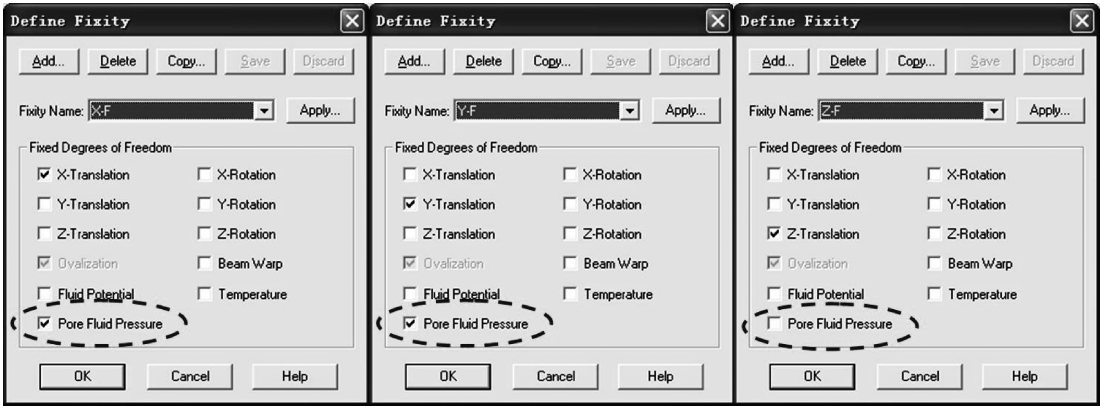 Define Fixity
Add... Delete Copy... Save Discard
Fixity Name: X-F Apply...
Fixed Degrees of Freedom
X-Translation X-Rotation
Y-Translation Y-Rotation
Z-Translation Z-Rotation
Ovalization Beam Warp
Fluid Potential Temperature
Pore Fluid Pressure
OK Cancel Help
Define Fixity
Add... Delete Copy... Save Discard
Fixity Name: Y-F Apply...
Fixed Degrees of Freedom
X-Translation X-Rotation
Y-Translation Y-Rotation
Z-Translation Z-Rotation
Ovalization Beam Warp
Fluid Potential Temperature
Pore Fluid Pressure
OK Cancel Help
Define Fixity
Add... Delete Copy... Save Discard
Fixity Name: Z-F Apply...
Fixed Degrees of Freedom
X-Translation X-Rotation
Y-Translation Y-Rotation
Z-Translation Z-Rotation
Ovalization Beam Warp
Fluid Potential Temperature
Pore Fluid Pressure
OK Cancel Help